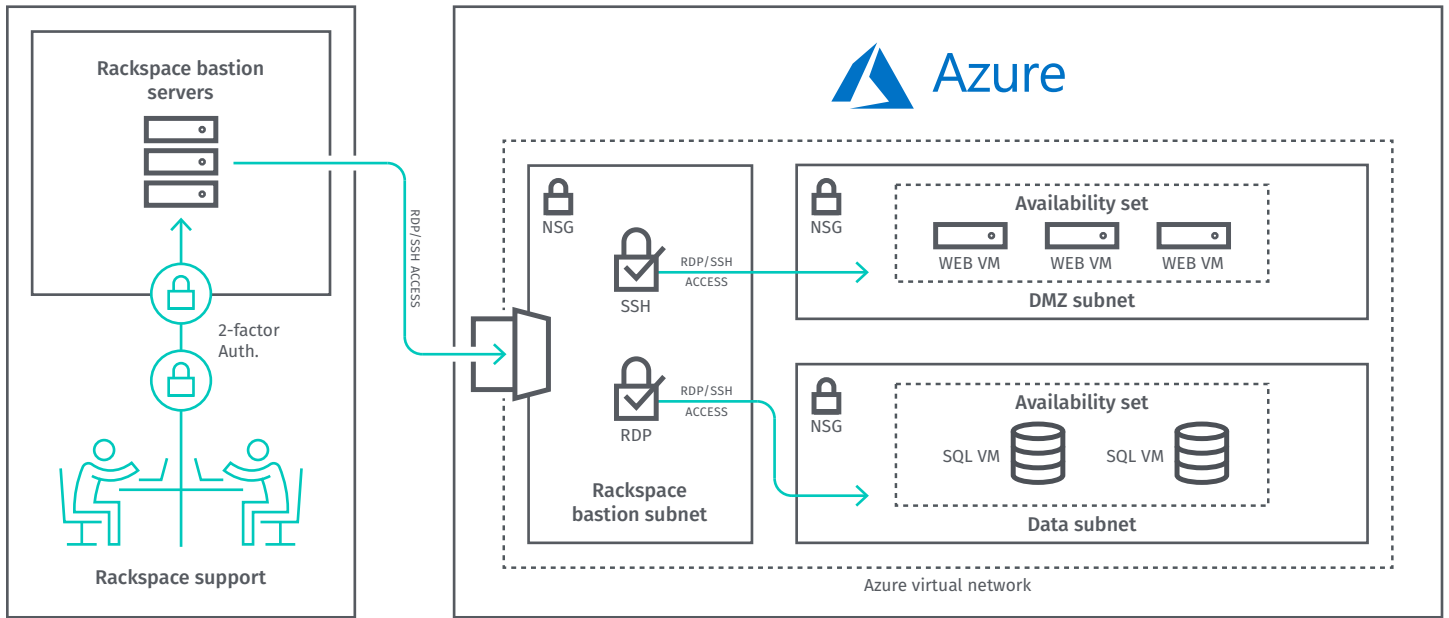 Rackspace bastion
servers
2-factor
Auth.
Rackspace support
RDP/SSH ACCESS
Azure
NSG
SSH
RDP/SSH
ACCESS
RDP
RDP/SSH
ACCESS
Rackspace
bastion subnet
NSG
Availability set
WEB VM
WEB VM
WEB VM
DMZ subnet
NSG
Availability set
SQL VM
SQL VM
Data subnet
Azure virtual network